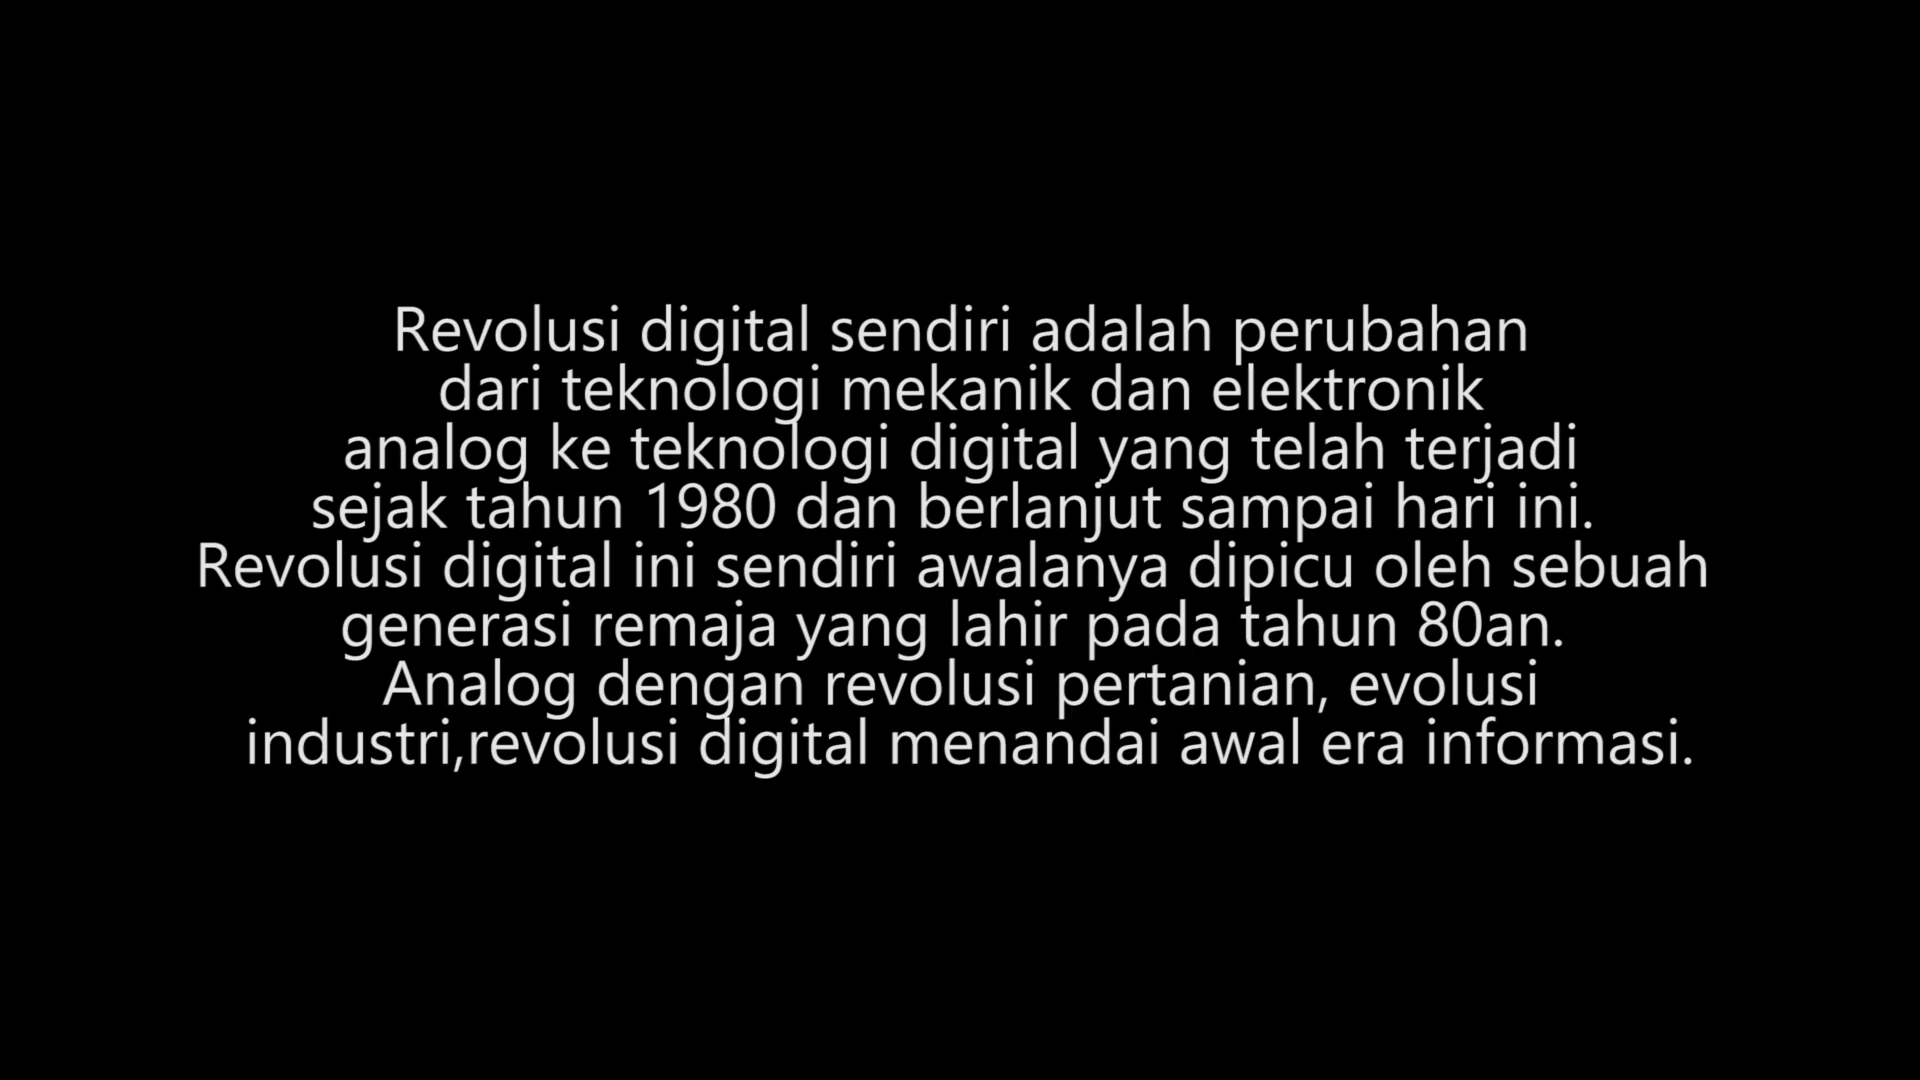 Revolusi digital sendiri adalah perubahan
dari teknologi mekanik dan elektronik
analog ke teknologi digital yang telah terjadi
sejak tahun 1980 dan berlanjut sampai hari ini.
Revolusi digital ini sendiri awalanya dipicu oleh sebuah
generasi remaja yang lahir pada tahun 80an.
Analog dengan revolusi pertanian, evolusi
industri,revolusi digital menandai awal era informasi.